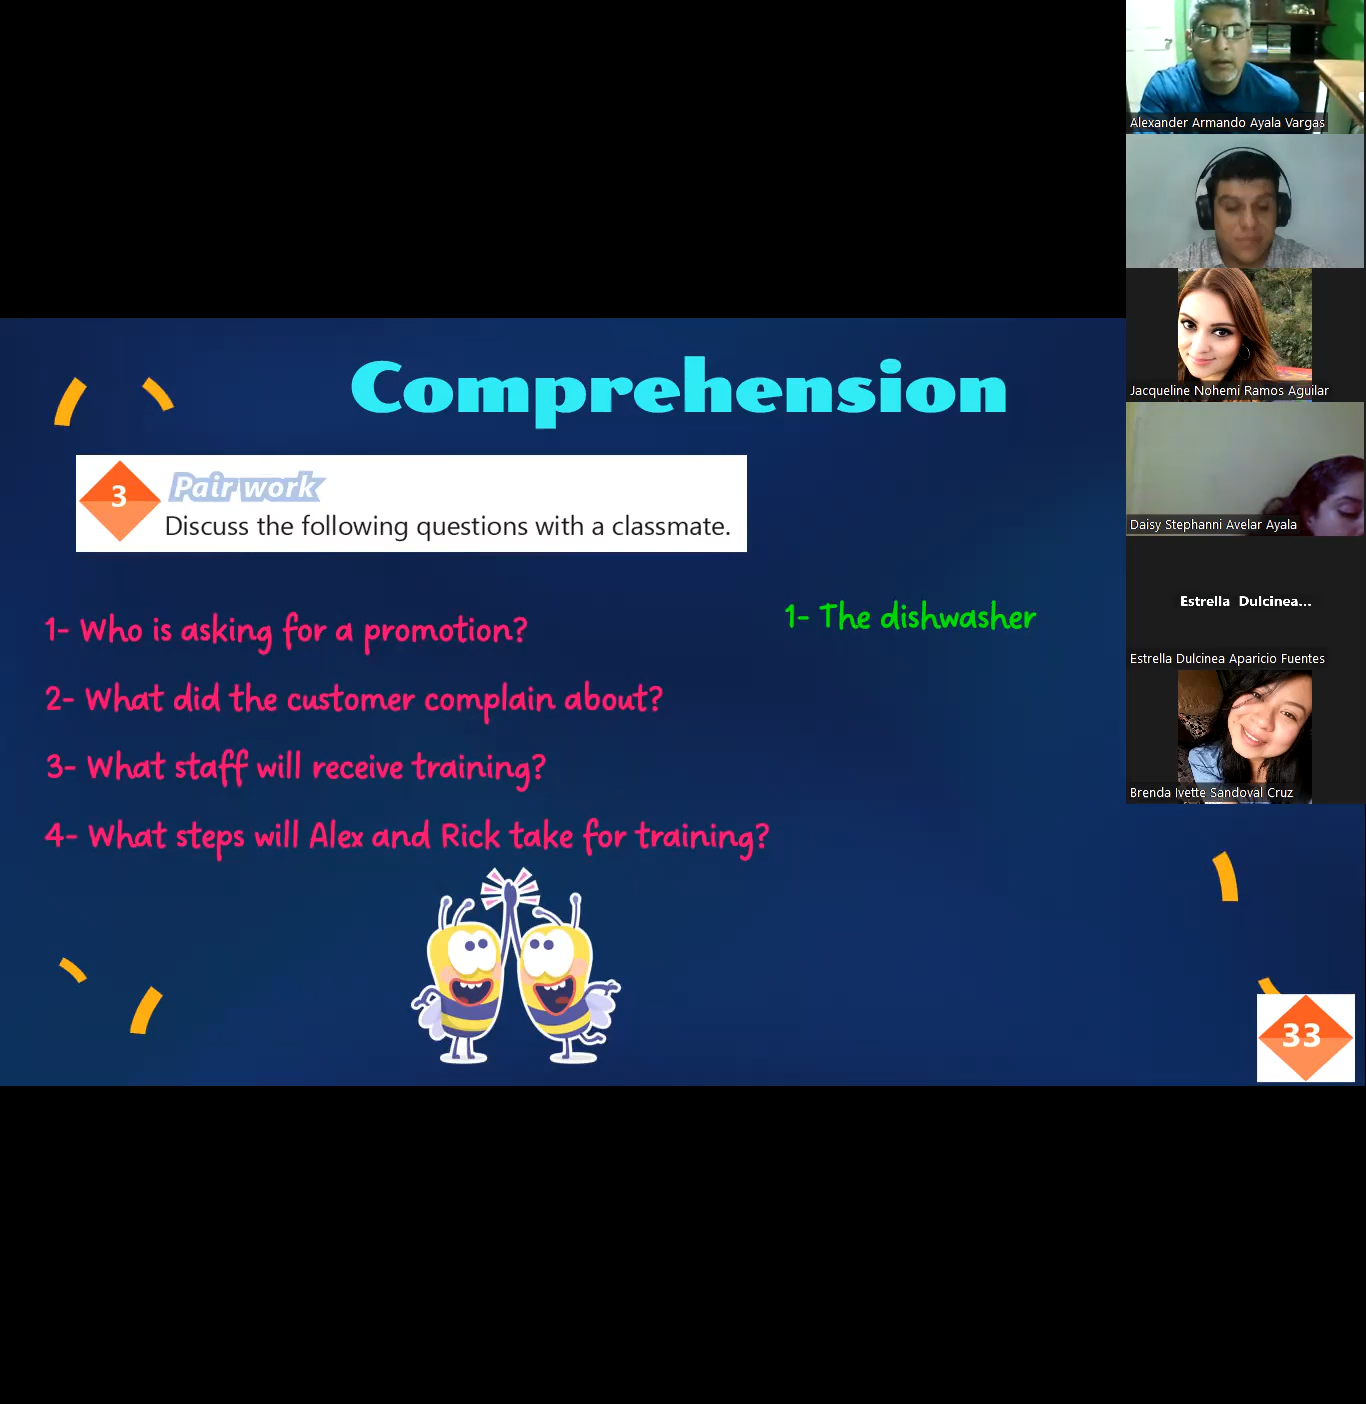 Alexander Armando Ayala Vargas
Jacqueline Nohemi Ramos Aguilar
Daisy Stephanni Avelar Ayala
Estrella Dulcinea...
Estrella Dulcinea Aparicio Fuentes
Brenda Ivette Sandoval Cruz
Comprehension
3
Pair work
Discuss the following questions with a classmate.
1- Who is asking for a promotion?
1- The dishwasher
2- What did the customer complain about?
3- What staff will receive training?
4- What steps will Alex and Rick take for training?
33